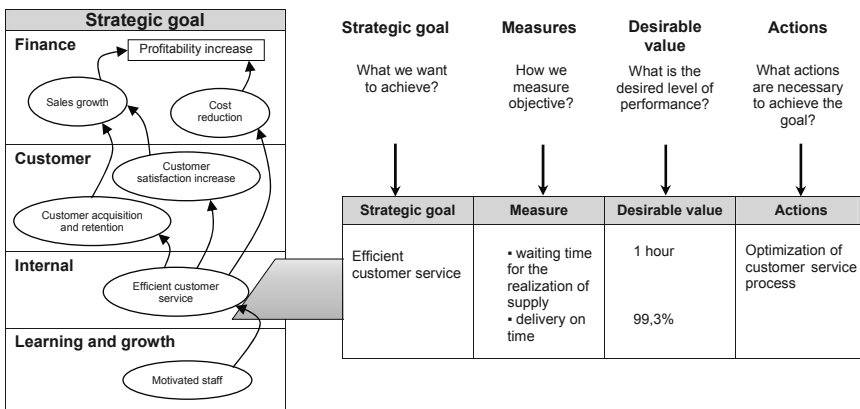 Strategic goal
Finance
Profitability increase
Sales growth
Cost
reduction
Customer
Customer
satisfaction increase
Customer acquisition
and retention
Internal
Efficient customer
service
Learning and growth
Motivated staff
Strategic goal
What we want
to achieve?
Measures
How we
measure
objective?
Desirable
value
What is the
desired level of
performance?
Actions
What actions
are necessary
to achieve the
goal?
Strategic goal Measure Desirable value Actions
Efficient
customer service
▪ waiting time
for the
realization of
supply
▪ delivery on
time
1 hour
99,3%
Optimization of
customer service
process